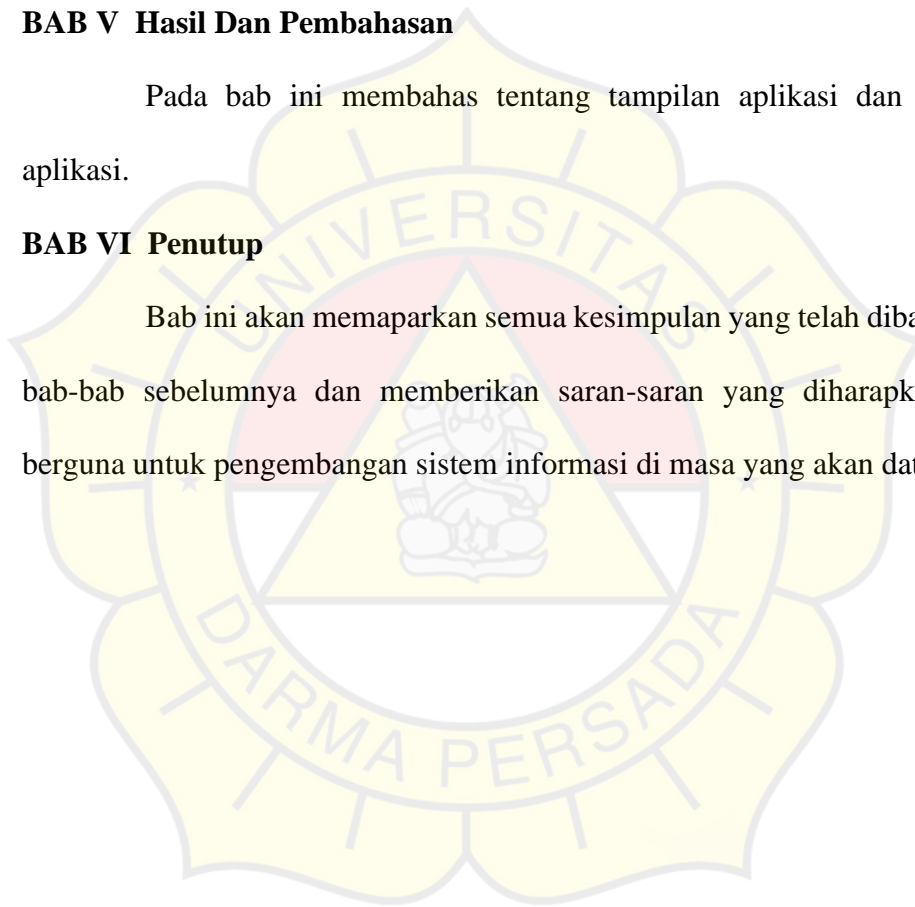 BAB V Hasil Dan Pembahasan
Pada bab ini membahas tentang tampilan aplikasi dan
aplikasi.
BAB VI Penutup
Bab ini akan memaparkan semua kesimpulan yang telah diba
bab-bab sebelumnya dan memberikan saran-saran yang diharapk
berguna untuk pengembangan sistem informasi di masa yang akan dat
UNIVERSITAS
DARMA PERSADA